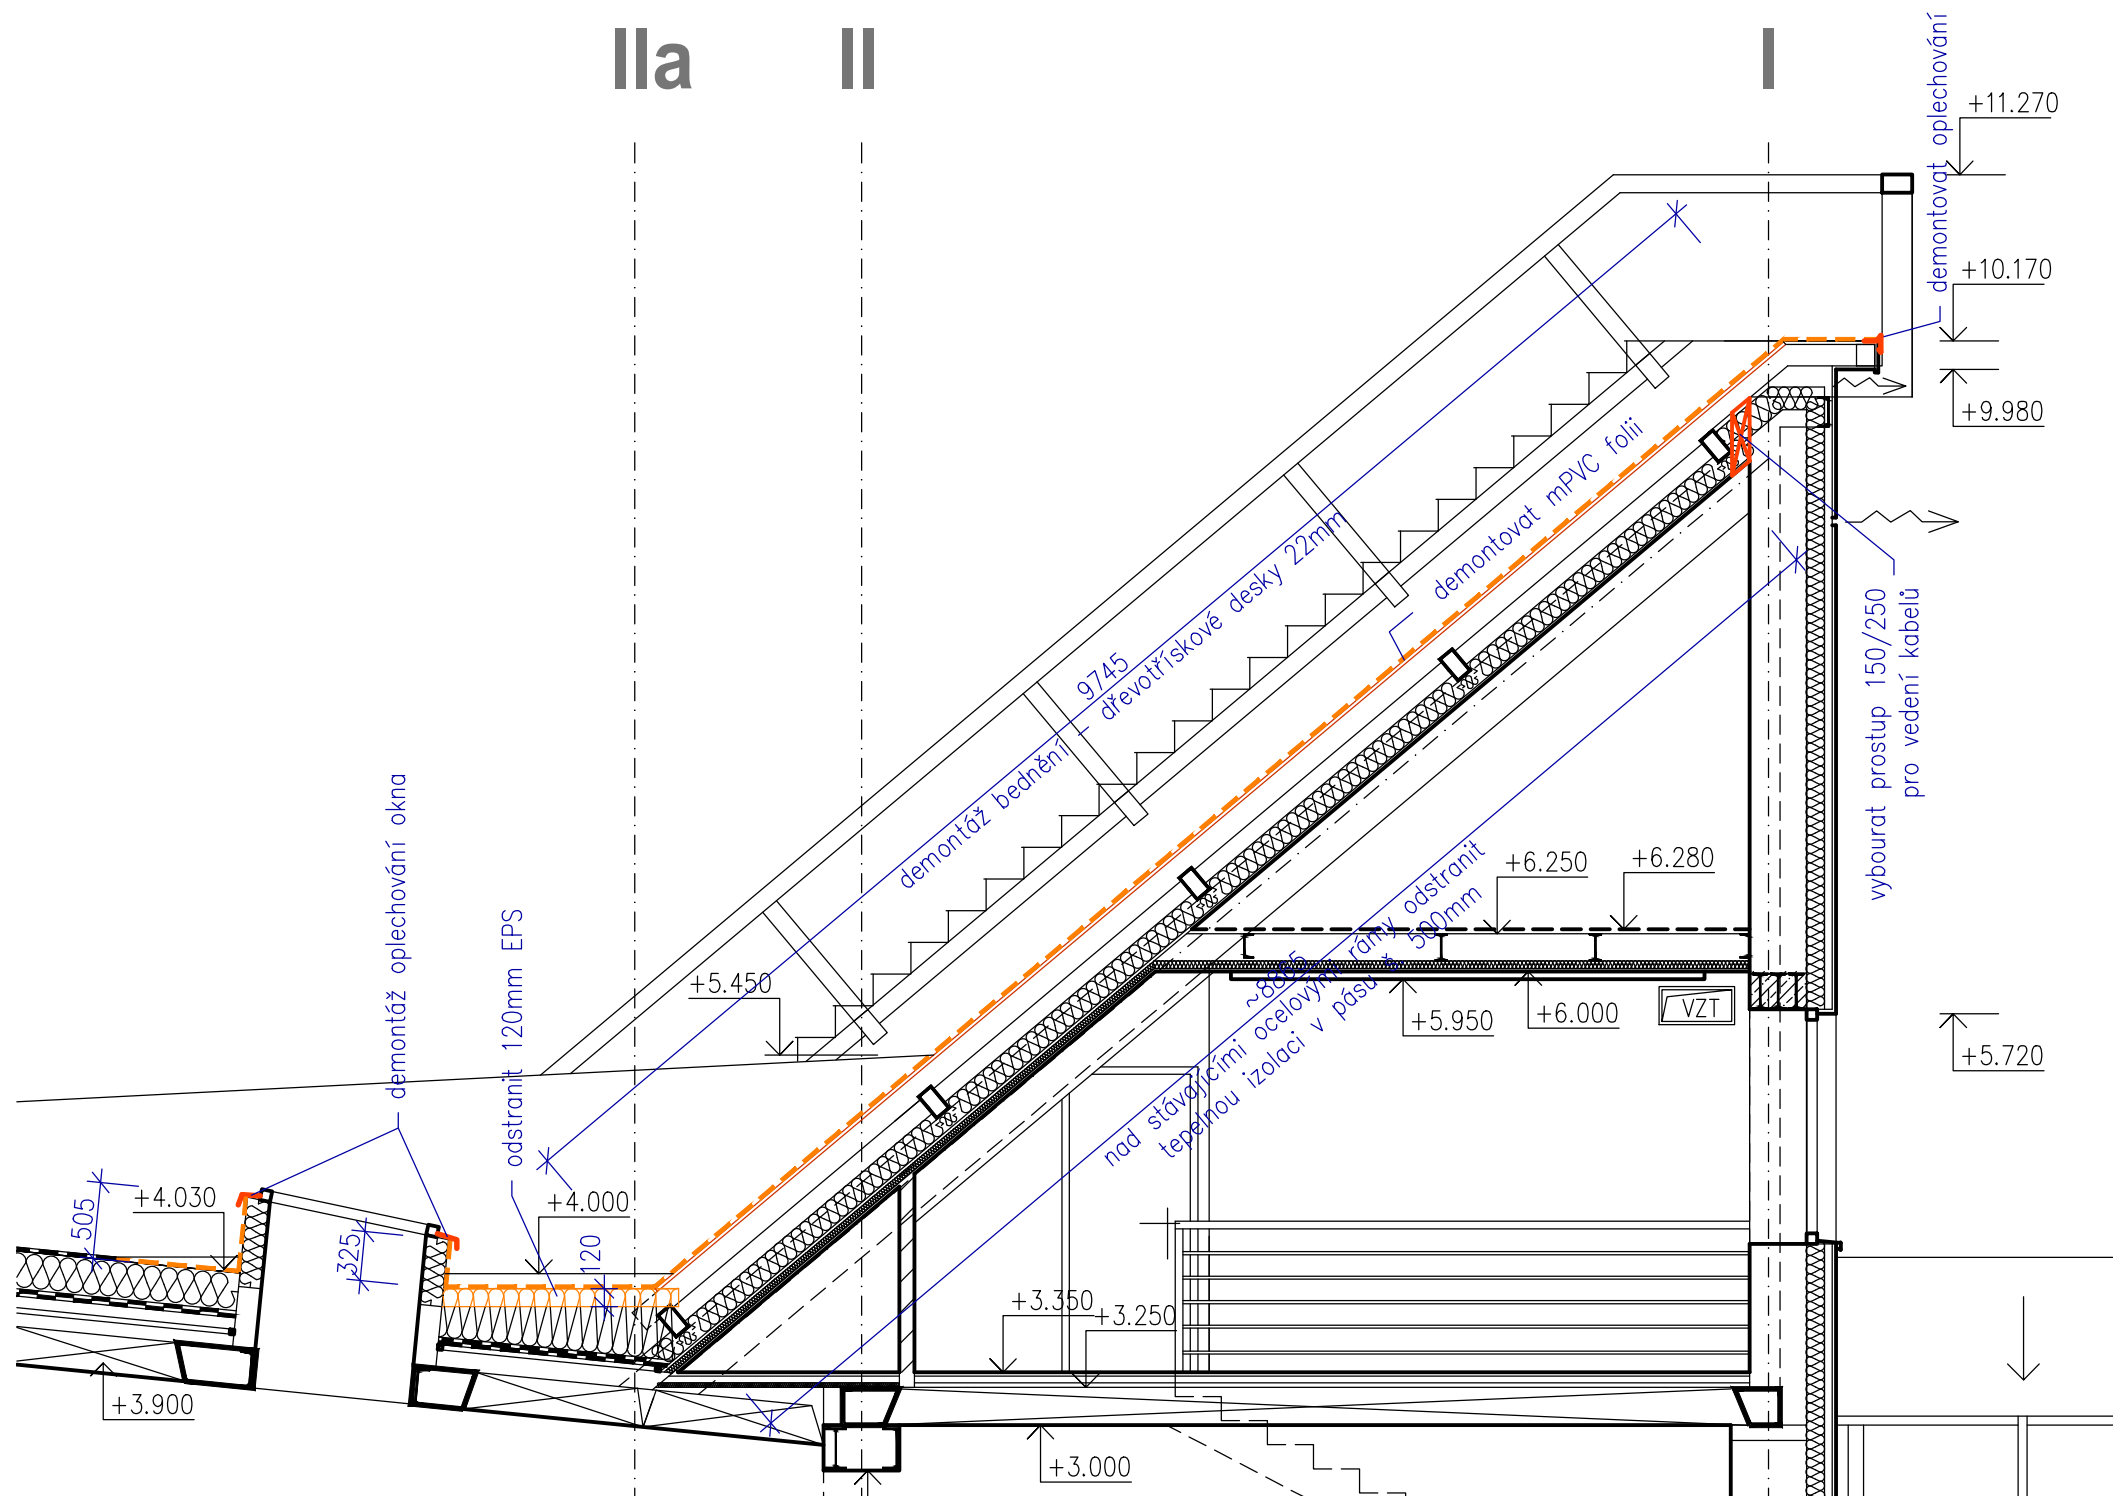 IIa
II
I
+11.270
demontovat oplechování
+10.170
+9.980
demontovat mPVC folii
9745
demontáž bednění – dřevotřískové desky 22mm
vybourat prostup 150/250
pro vedení kabelů
demontáž oplechování okna
odstranit 120mm EPS
+6.250
+6.280
+5.450
~8865
nad stávajícími ocelovými rámy odstranit
tepelnou izolaci v pásu š. 500mm
+5.950
+6.000
VZT
+5.720
505
+4.030
325
+4.000
120
+3.350
+3.250
+3.900
+3.000